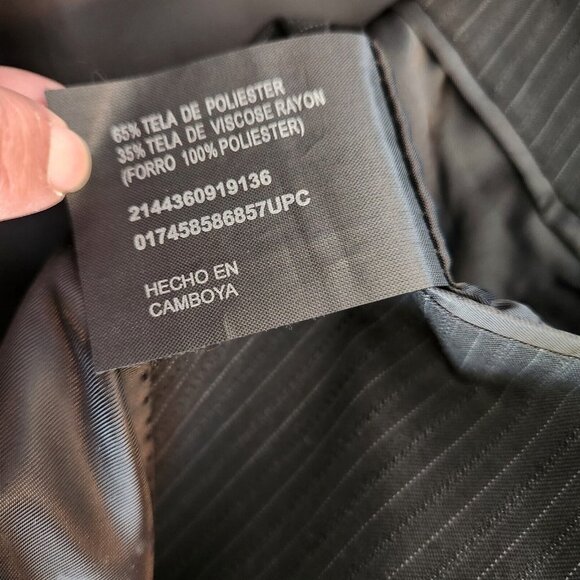 65% TELA DE POLIESTER
35% TELA DE VISCOSE RAYON
(FORRO 100% POLIESTER)
2144360919136
017458586857UPC
HECHO EN
CAMBOYA